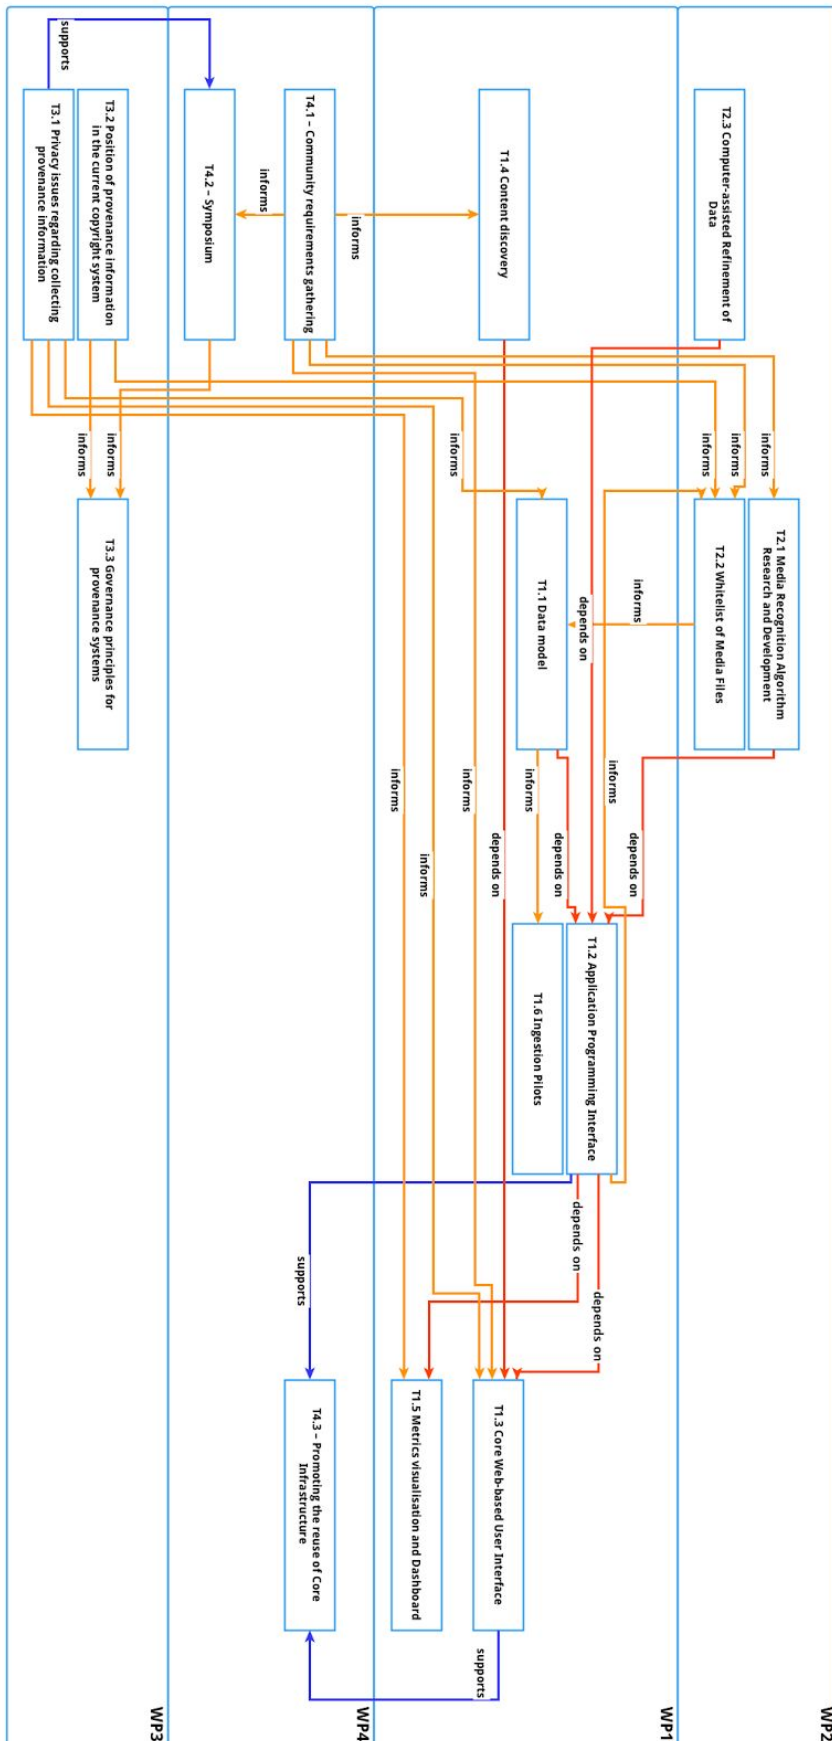 WP2
T2.3 Computer-assisted Refinement of
Data
informs
informs
informs
T2.1 Media Recognition Algorithm
Research and Development
T2.2 Whitelist of Media Files
informs
depends on
depends on
informs
WP1
T1.4 Content discovery
informs
T1.1 Data model
depends on
informs
depends on
T1.2 Application Programming Interface
T1.6 Ingestion Pilots
depends on
depends on
informs
informs
informs
T1.3 Core Web-based User Interface
T1.5 Metrics visualisation and Dashboard
supports
WP4
informs
T4.1 – Community requirements gathering
informs
T4.2 – Symposium
supports
T4.3 – Promoting the reuse of Core
Infrastructure
WP3
supports
T3.2 Position of provenance information
in the current copyright system
T3.1 Privacy issues regarding collecting
provenance information
informs
informs
T3.3 Governance principles for
provenance systems